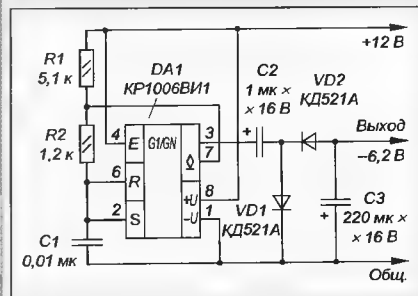 +12 В
R1
5,1 к
DA1
КР1006ВИ1
C2
1 мк ×
× 16 В
VD2
КД521А
R2
1,2 к
4
E
G1/GN
3
7
+
Выход
–6,2 В
6
R
+U
8
2
S
–U
1
VD1
КД521А
C3
220 мк ×
× 16 В
+
C1
0,01 мк
Общ.